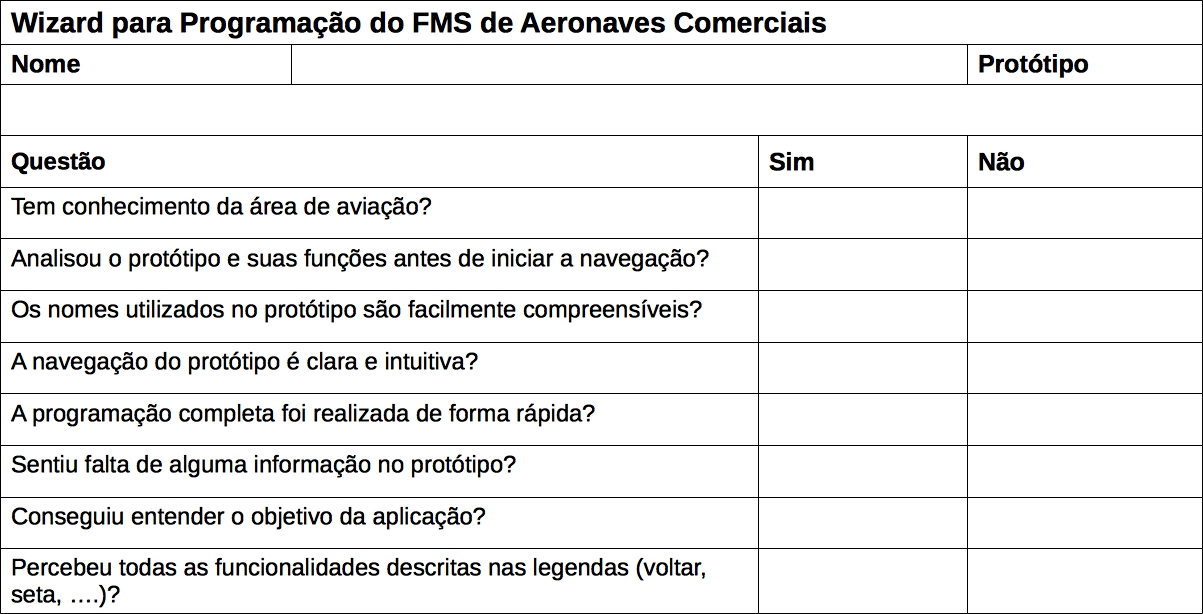 Wizard para Programação do FMS de Aeronaves Comerciais
Nome Protótipo
Questão Sim Não
Tem conhecimento da área de aviação?
Analisou o protótipo e suas funções antes de iniciar a navegação?
Os nomes utilizados no protótipo são facilmente compreensíveis?
A navegação do protótipo é clara e intuitiva?
A programação completa foi realizada de forma rápida?
Sentiu falta de alguma informação no protótipo?
Conseguiu entender o objetivo da aplicação?
Percebeu todas as funcionalidades descritas nas legendas (voltar,
seta, ….)?